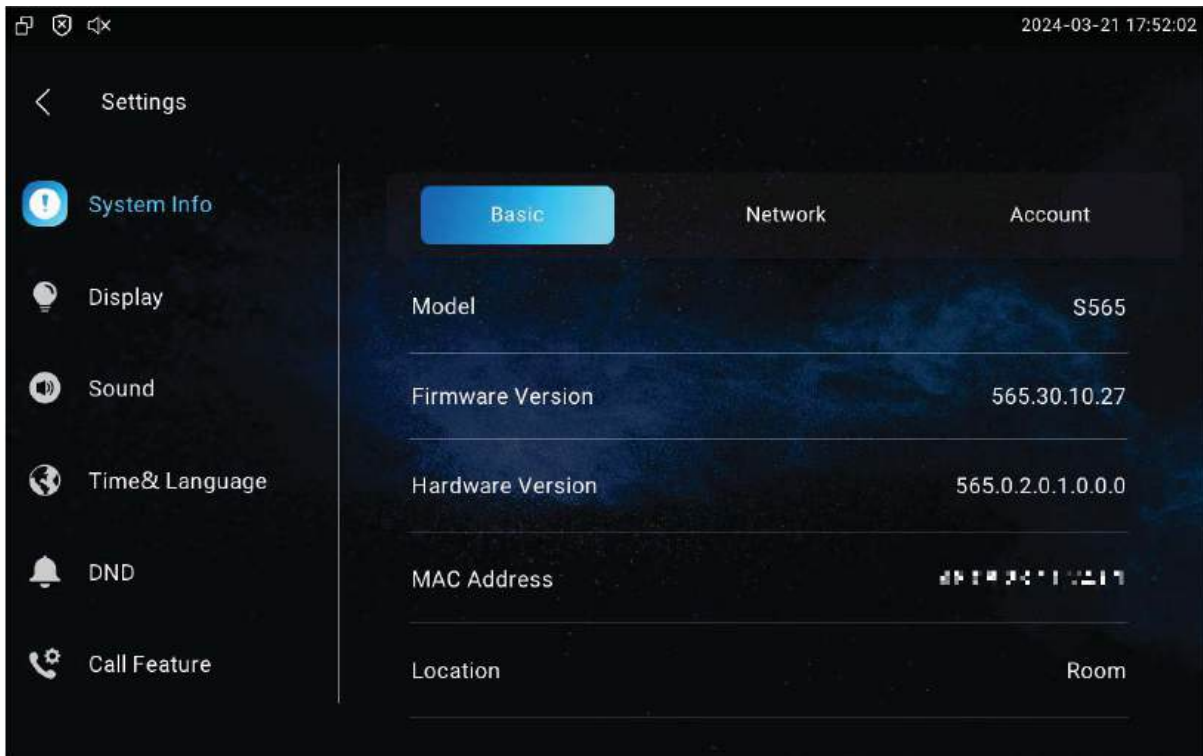 2024-03-21 17:52:02
Settings
System Info
Display
Sound
Time& Language
DND
Call Feature
Basic Network Account
Model S565
Firmware Version 565.30.10.27
Hardware Version 565.0.2.0.1.0.0.0
MAC Address
Location Room